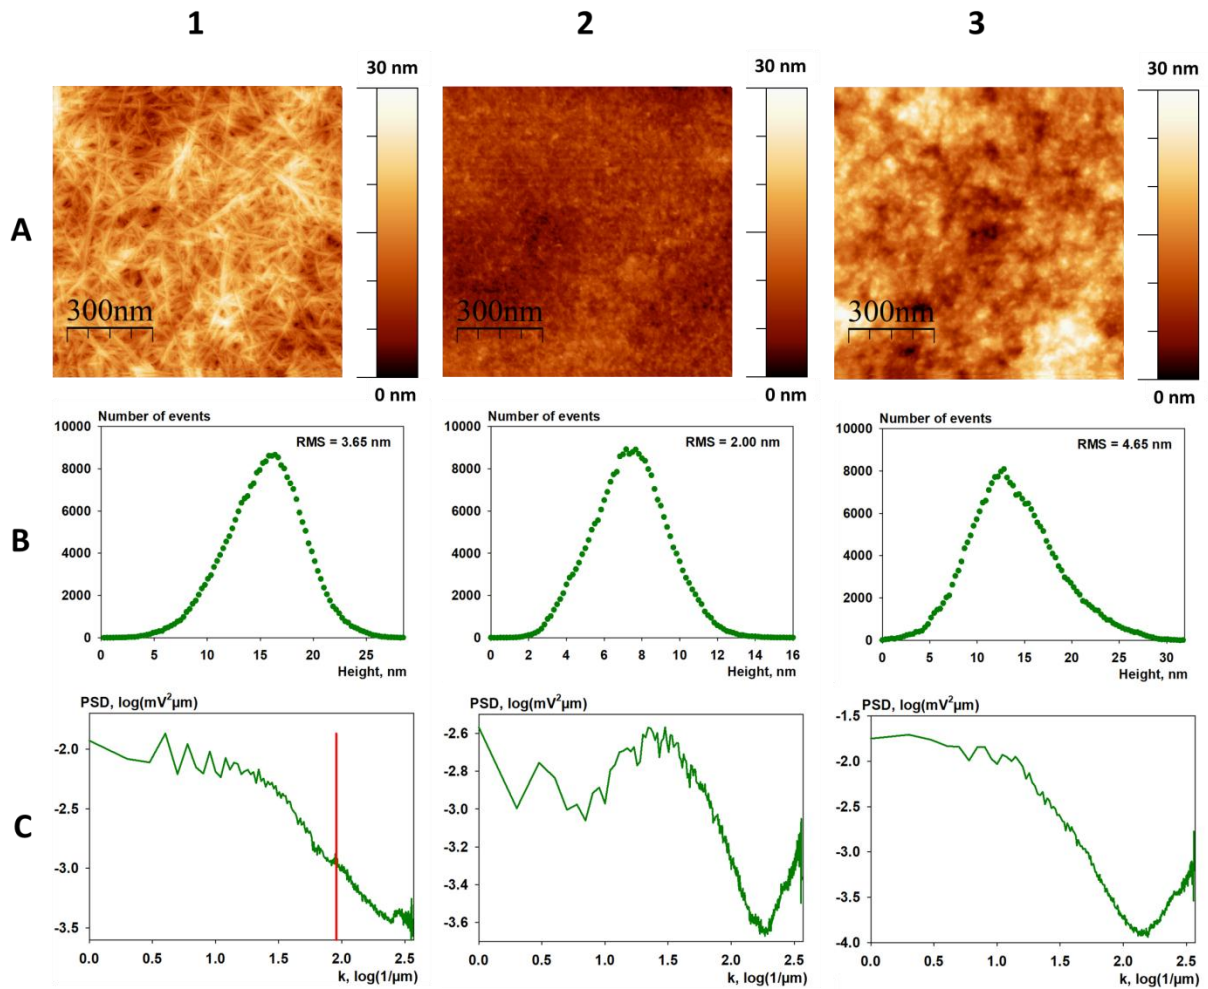 1 2 3
30 nm 30 nm 30 nm
A
300nm 300nm 300nm
0 nm 0 nm 0 nm
Number of events Number of events Number of events
10000 10000 10000
RMS = 3.65 nm RMS = 2.00 nm RMS = 4.65 nm
8000 8000 8000
B
6000 6000 6000
4000 4000 4000
2000 2000 2000
0 0 0
0 5 10 15 20 25 0 2 4 6 8 10 12 14 16 0 5 10 15 20 25 30
Height, nm Height, nm Height, nm
PSD, log(mV²µm) PSD, log(mV²µm) PSD, log(mV²µm)
-2.0 -2.5 -3.0 -3.5
-2.6 -2.8 -3.0 -3.2 -3.4 -3.6
-1.5 -2.0 -2.5 -3.0 -3.5 -4.0
C
0.0 0.5 1.0 1.5 2.0 2.5 0.0 0.5 1.0 1.5 2.0 2.5 0.0 0.5 1.0 1.5 2.0 2.5
k, log(1/µm) k, log(1/µm) k, log(1/µm)